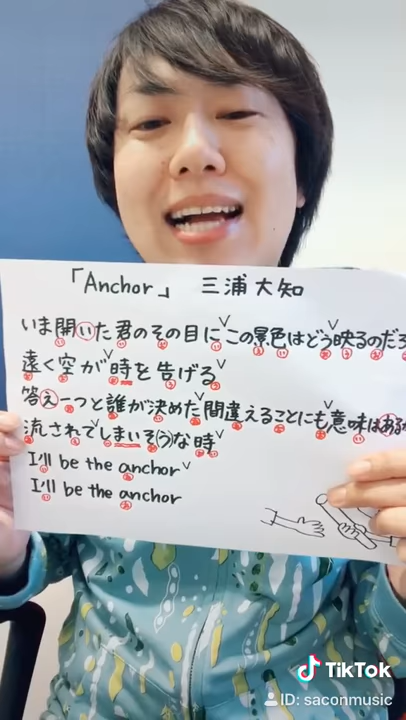 「Anchor」 三浦大知
いま開いた君のその目にこの景色はどう映るのだろ
遠く空が時を告げる
答え一つと誰が決めた間違えることにも意味はある
流されてしまいそ(う)な時
I'll be the anchor
I'll be the anchor
TikTok
ID: saconmusic